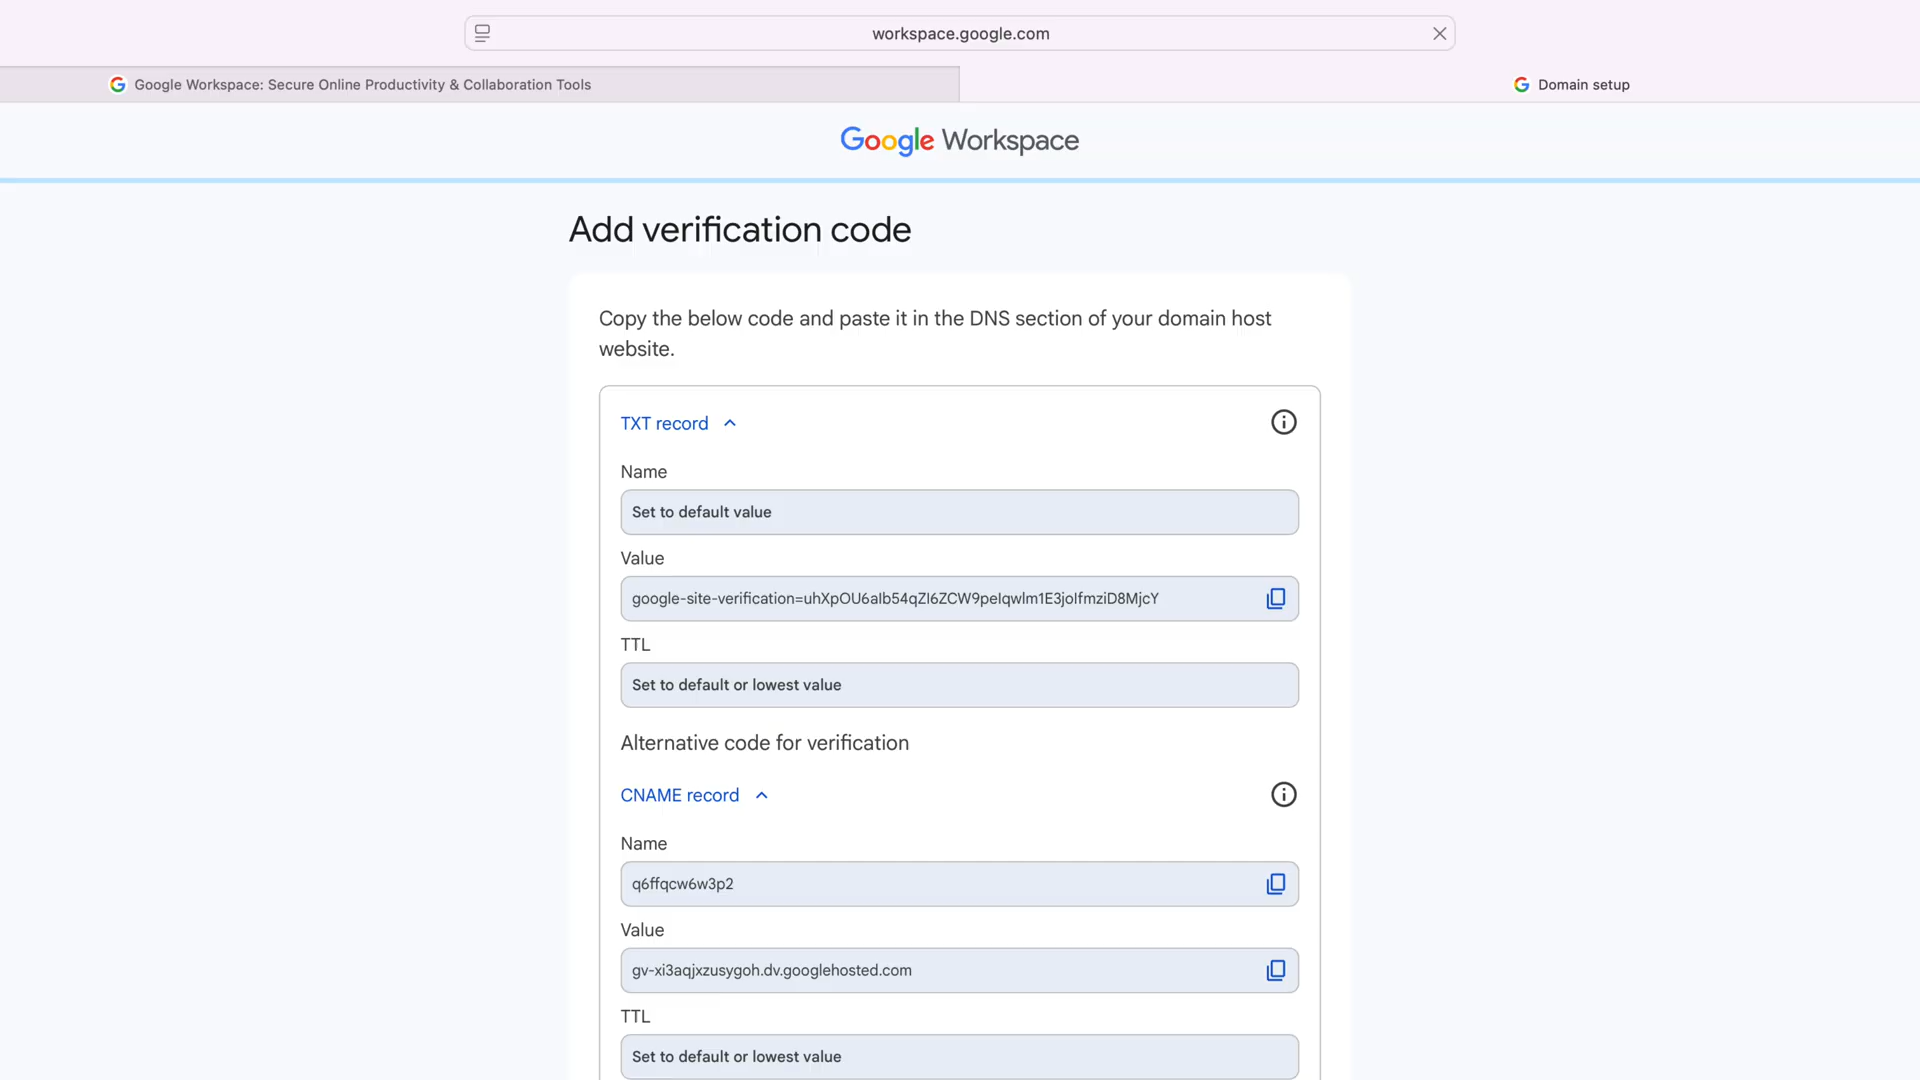 workspace.google.com
Google Workspace: Secure Online Productivity & Collaboration Tools
Domain setup
Google Workspace
Add verification code
Copy the below code and paste it in the DNS section of your domain host
website.
TXT record
Name
Set to default value
Value
google-site-verification=uhXpOU6aIb54qZI6ZCW9peIqwlm1E3joIfmziD8MjcY
TTL
Set to default or lowest value
Alternative code for verification
CNAME record
Name
q6ffqcw6w3p2
Value
gv-xi3aqjxzusygoh.dv.googlehosted.com
TTL
Set to default or lowest value